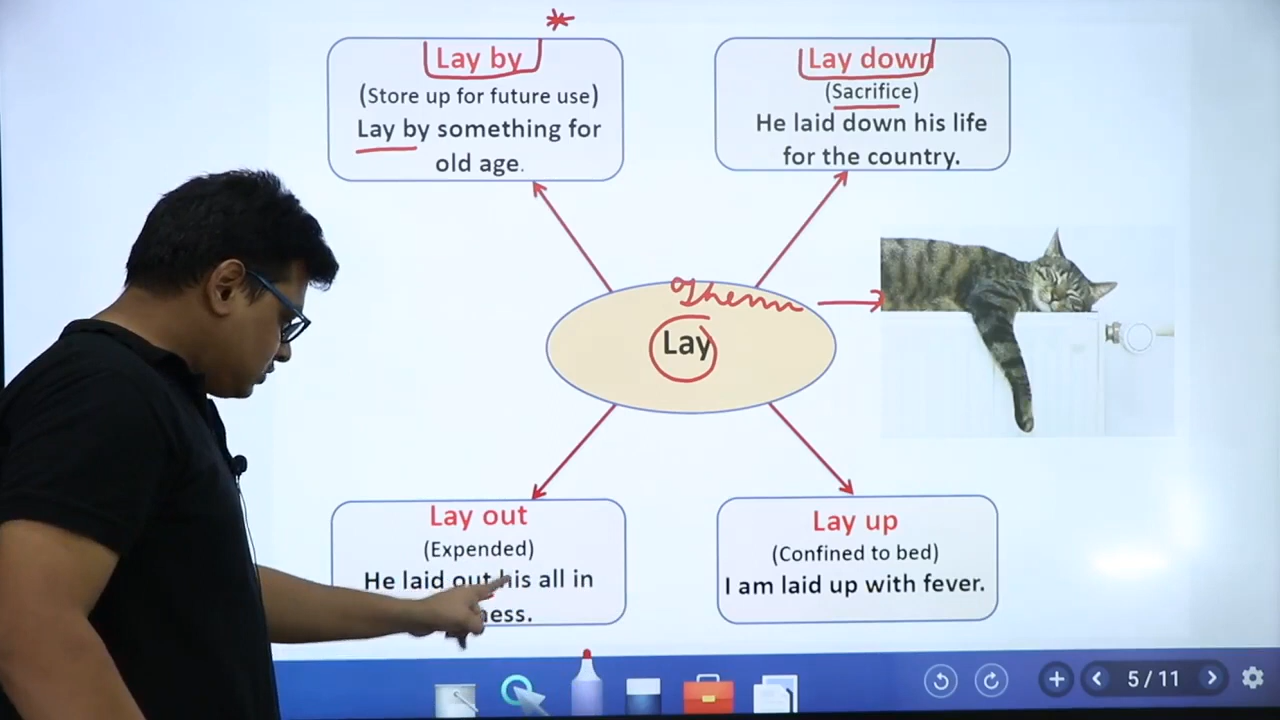 Lay by
(Store up for future use)
Lay by something for
old age.
Lay down
(Sacrifice)
He laid down his life
for the country.
Lay
Lay out
(Expended)
He laid out his all in
ness.
Lay up
(Confined to bed)
I am laid up with fever.
5 / 11